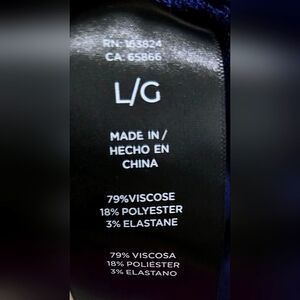 RN: 163824
CA: 65866
L/G
MADE IN /
HECHO EN
CHINA
79%VISCOSE
18% POLYESTER
3% ELASTANE
79% VISCOSA
18% POLIÉSTER
3% ELASTANO